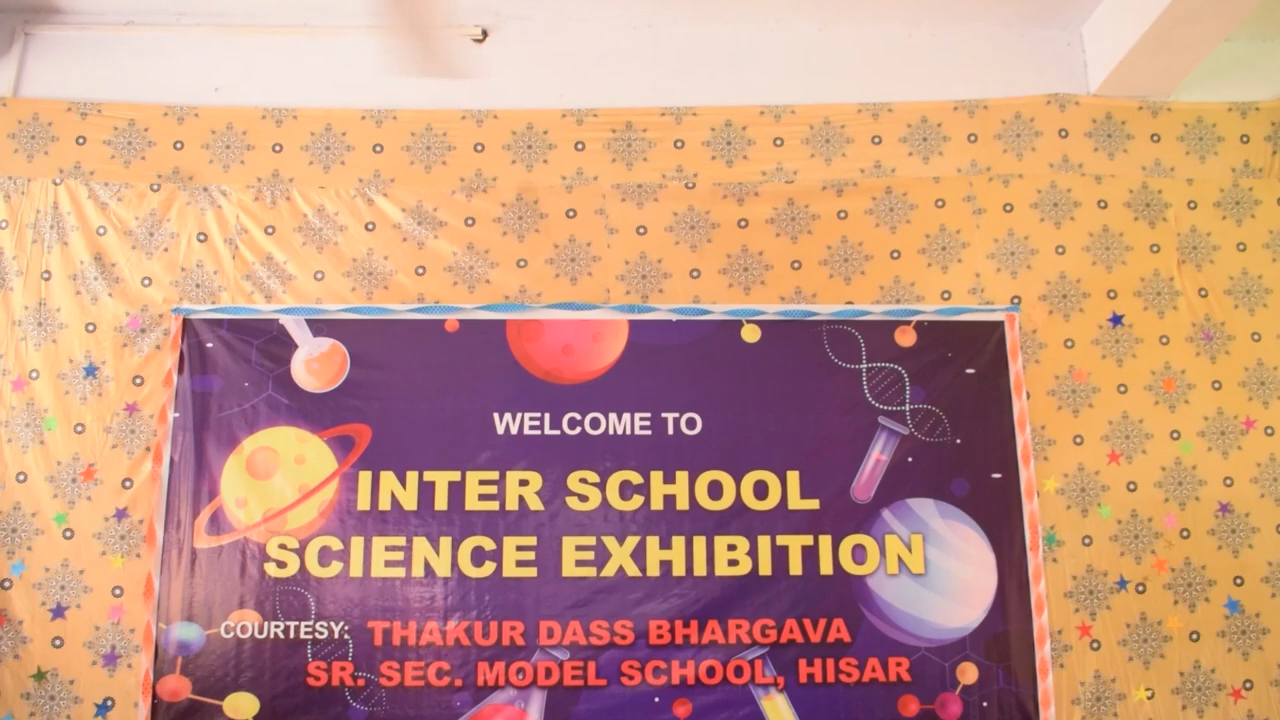 WELCOME TO
INTER SCHOOL
SCIENCE EXHIBITION
COURTESY: THAKUR DASS BHARGAVA
SR. SEC. MODEL SCHOOL, HISAR